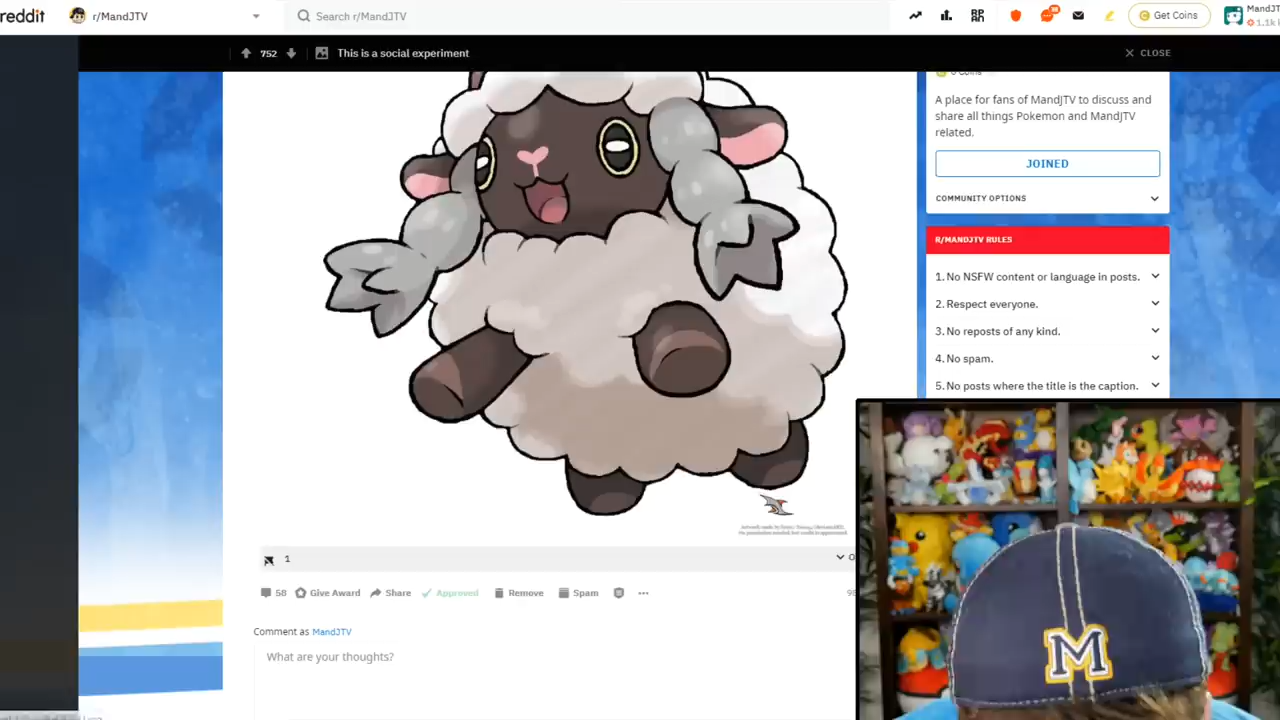 reddit r/MandJTV Search r/MandJTV Get Coins MandJT
1.1k
752 This is a social experiment CLOSE
A place for fans of MandJTV to discuss and
share all things Pokemon and MandJTV
related.
JOINED
COMMUNITY OPTIONS
R/MANDJTV RULES
1. No NSFW content or language in posts.
2. Respect everyone.
3. No reposts of any kind.
4. No spam.
5. No posts where the title is the caption.
1
58 Give Award Share Approved Remove Spam ...
Comment as MandJTV
What are your thoughts?
M